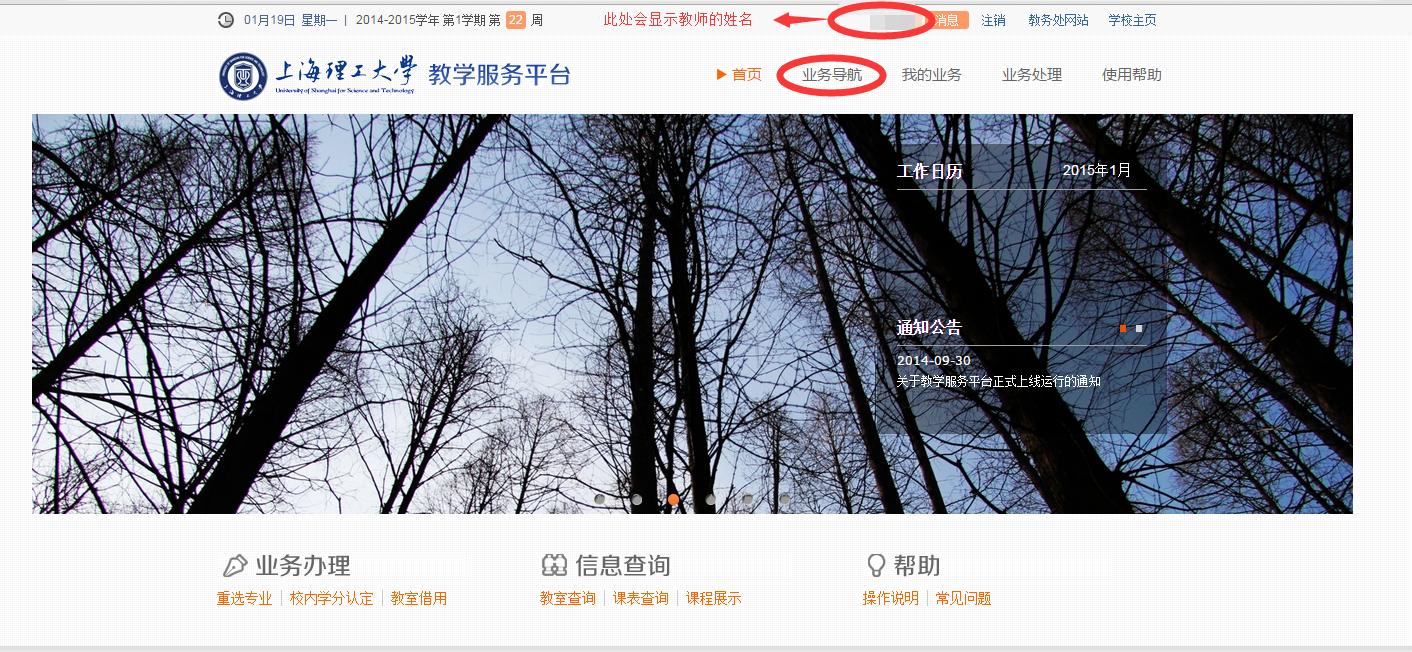 01月19日 星期一 | 2014-2015学年 第1学期 第 22 周 此处会显示教师的姓名 消息 注销 教务处网站 学校主页
上海理工大学 教学服务平台 首页 业务导航 我的业务 业务处理 使用帮助
University of Shanghai for Science and Technology
工作日历 2015年1月
通知公告
2014-09-30
关于教学服务平台正式上线运行的通知
业务办理 信息查询 帮助
重选专业 | 校内学分认定 | 教室借用 教室查询 | 课表查询 | 课程展示 操作说明 | 常见问题